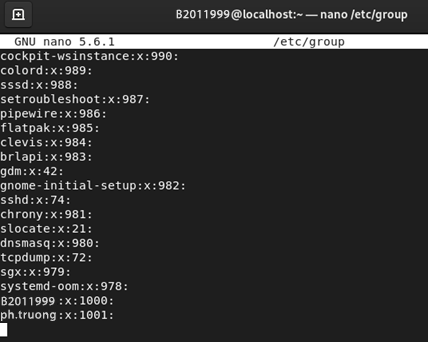 B2011999@localhost:~ — nano /etc/group
GNU nano 5.6.1 /etc/group
cockpit-wsinstance:x:990:
colord:x:989:
sssd:x:988:
setroubleshoot:x:987:
pipewire:x:986:
flatpak:x:985:
clevis:x:984:
brlapi:x:983:
gdm:x:42:
gnome-initial-setup:x:982:
sshd:x:74:
chrony:x:981:
slocate:x:21:
dnsmasq:x:980:
tcpdump:x:72:
sgx:x:979:
systemd-oom:x:978:
B2011999 :x:1000:
ph.truong:x:1001: